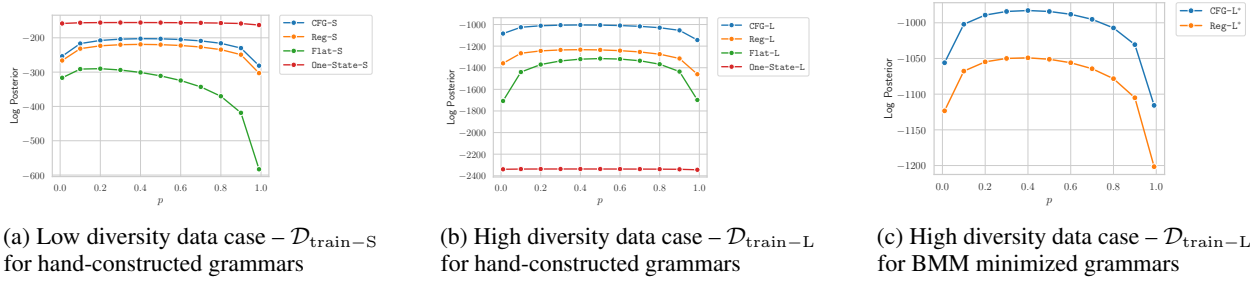 −200
−300
−400
−500
−600
Log Posterior
0.0 0.2 0.4 0.6 0.8 1.0
p
CFG-S
Reg-S
Flat-S
One-State-S
(a) Low diversity data case – 𝒟train−S
for hand-constructed grammars
−1000
−1200
−1400
−1600
−1800
−2000
−2200
−2400
Log Posterior
0.0 0.2 0.4 0.6 0.8 1.0
p
CFG-L
Reg-L
Flat-L
One-State-L
(b) High diversity data case – 𝒟train−L
for hand-constructed grammars
−1000
−1050
−1100
−1150
−1200
Log Posterior
0.0 0.2 0.4 0.6 0.8 1.0
p
CFG-L*
Reg-L*
(c) High diversity data case – 𝒟train−L
for BMM minimized grammars